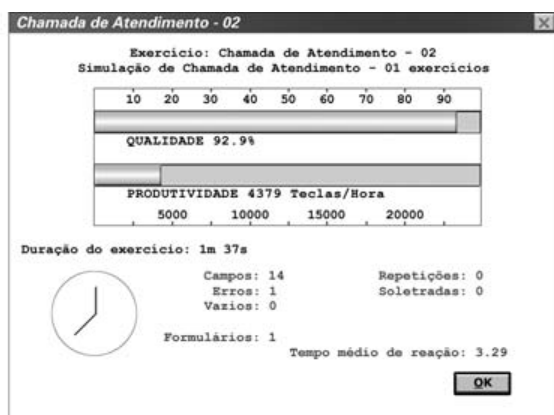 Chamada de Atendimento - 02
Exercício: Chamada de Atendimento - 02
Simulação de Chamada de Atendimento - 01 exercícios
10 20 30 40 50 60 70 80 90
QUALIDADE 92.9%
PRODUTIVIDADE 4379 Teclas/Hora
5000 10000 15000 20000
Duração do exercício: 1m 37s
Campos: 14 Repetições: 0
Erros: 1 Soletradas: 0
Vazios: 0
Formulários: 1
Tempo médio de reação: 3.29
OK